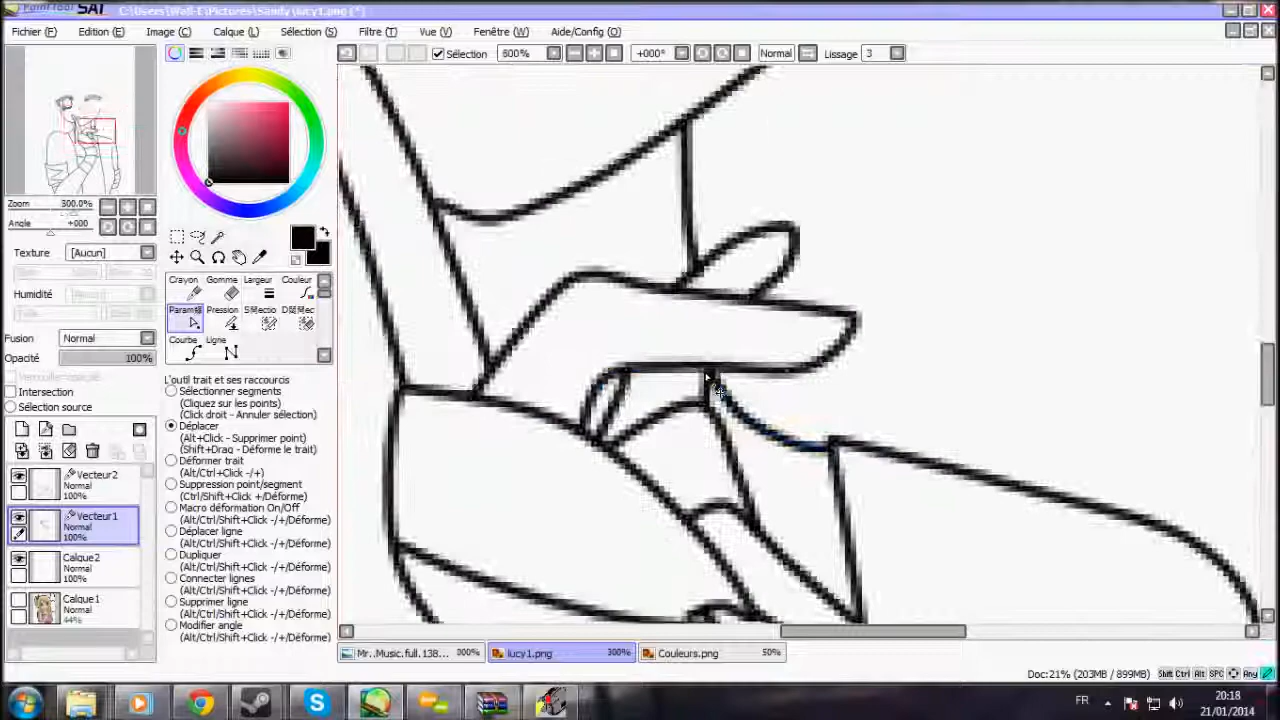 PaintTool SAI C:\Users\Wall-E\Pictures\Sandy\lucy1.png (*)
Fichier (F) Edition (E) Image (C) Calque (L) Sélection (S) Filtre (T) Vue (V) Fenêtre (W) Aide/Config (O)
Sélection 600% +000° Normal Lissage 3
Zoom 300.0%
Angle +000
Texture [Aucun]
Humidité
Fusion Normal
Opacité 100%
Intersection
Sélection source
Crayon Gomme Largeur Couleur
Pression
Courbe Ligne
L'outil trait et ses raccourcis
Sélectionner segments
(Cliquez sur les points)
(Click droit - Annuler sélection)
Déplacer
(Alt+Click - Supprimer point)
(Shift+Drag - Déforme le trait)
Déformer trait
(Alt/Ctrl+Click -/+)
Suppression point/segment
(Ctrl/Shift+Click +/Déforme)
Macro déformation On/Off
(Alt/Ctrl/Shift+Click -/+/Déforme)
Déplacer ligne
(Alt/Ctrl/Shift+Click -/+/Déforme)
Dupliquer
(Alt/Ctrl/Shift+Click -/+/Déforme)
Connecter lignes
(Alt/Ctrl/Shift+Click -/+/Déforme)
Supprimer ligne
(Alt/Ctrl/Shift+Click -/+/Déforme)
Modifier angle
(Alt/Ctrl/Shift+Click -/+/Déforme)
Vecteur2
Normal
100%
Vecteur1
Normal
100%
Calque2
Normal
100%
Calque1
Normal
44%
Mr..Music.full.138... 300% lucy1.png 300% Couleurs.png 50%
Doc:21% (203MB / 899MB) Shift Ctrl Alt SPC Any
FR 20:18
21/01/2014